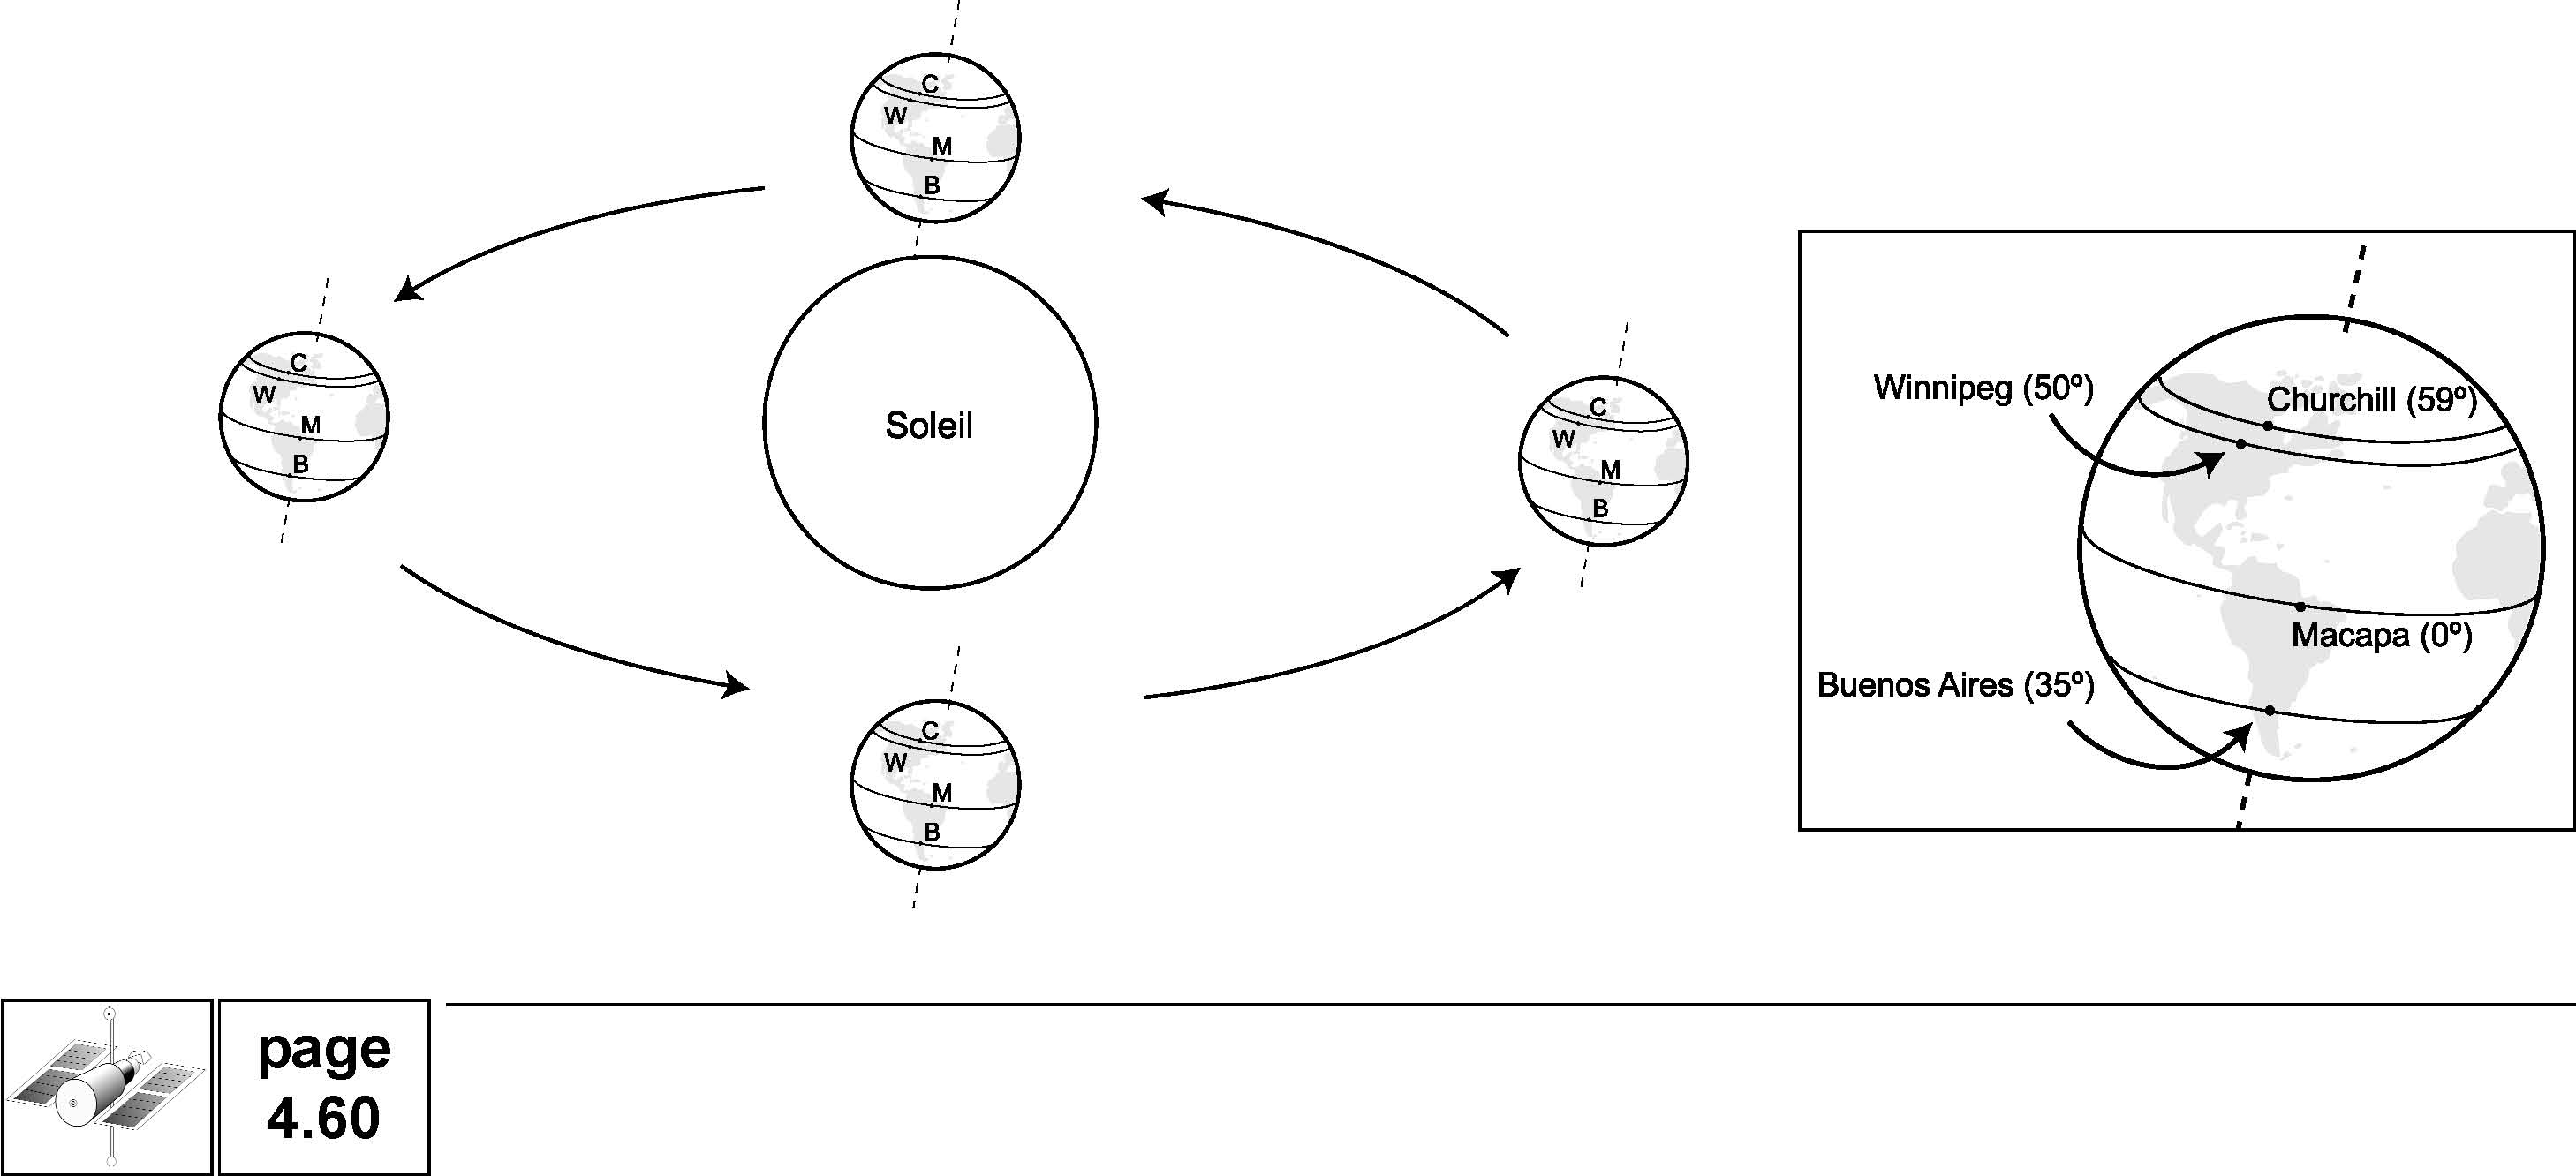 C
W
M
B
C
W
M
B
Soleil
C
W
M
B
C
W
M
B
Winnipeg (50º)
Churchill (59º)
Macapa (0º)
Buenos Aires (35º)
page
4.60